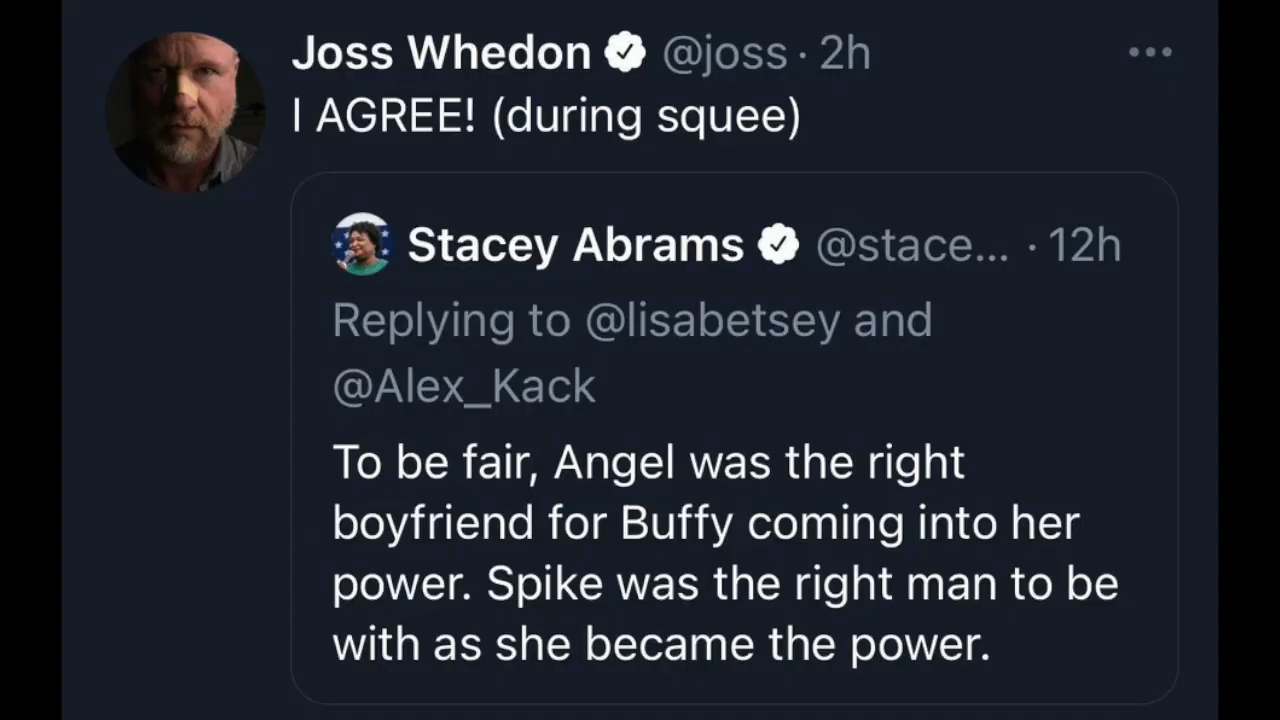 Joss Whedon @joss · 2h
I AGREE! (during squee)
Stacey Abrams @stace... · 12h
Replying to @lisabetsey and
@Alex_Kack
To be fair, Angel was the right
boyfriend for Buffy coming into her
power. Spike was the right man to be
with as she became the power.